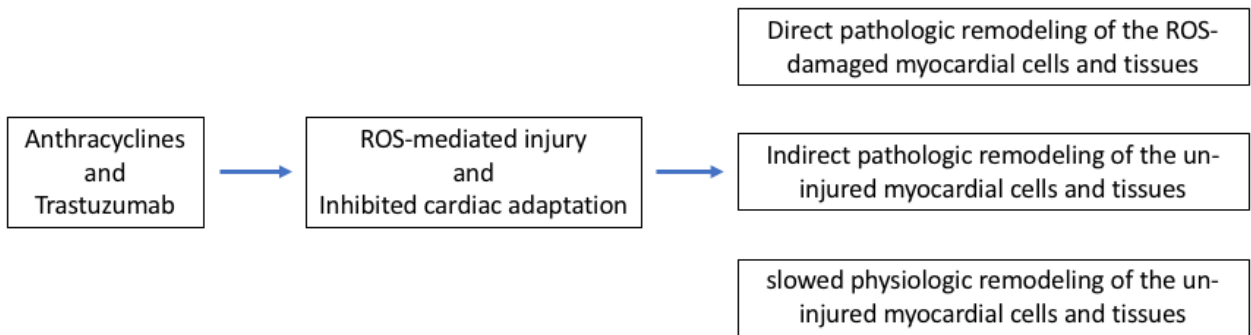 Anthracyclines
and
Trastuzumab
ROS-mediated injury
and
Inhibited cardiac adaptation
Direct pathologic remodeling of the ROS-
damaged myocardial cells and tissues
Indirect pathologic remodeling of the un-
injured myocardial cells and tissues
slowed physiologic remodeling of the un-
injured myocardial cells and tissues